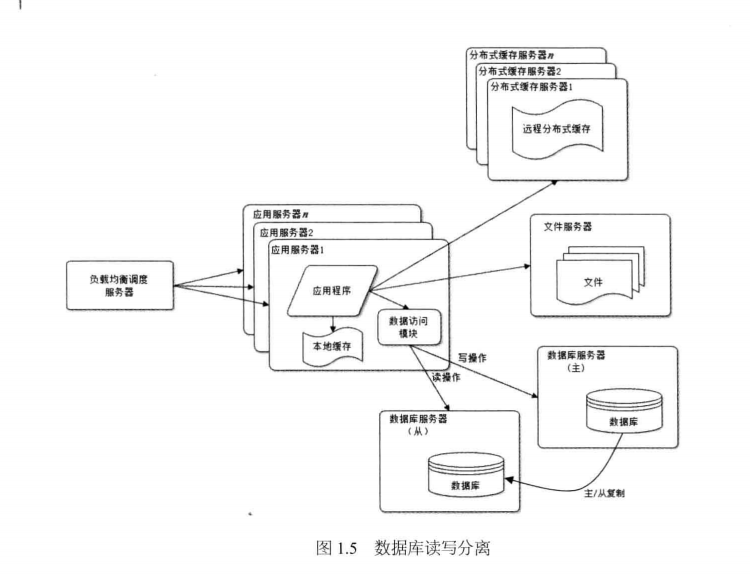 分布式缓存服务器n
分布式缓存服务器2
分布式缓存服务器1
远程分布式缓存
应用服务器n
应用服务器2
应用服务器1
文件服务器
文件
负载均衡调度
服务器
应用程序
数据访问
模块
本地缓存
写操作
读操作
数据库服务器
（主）
数据库
数据库服务器
（从）
数据库
主/从复制
图 1.5 数据库读写分离